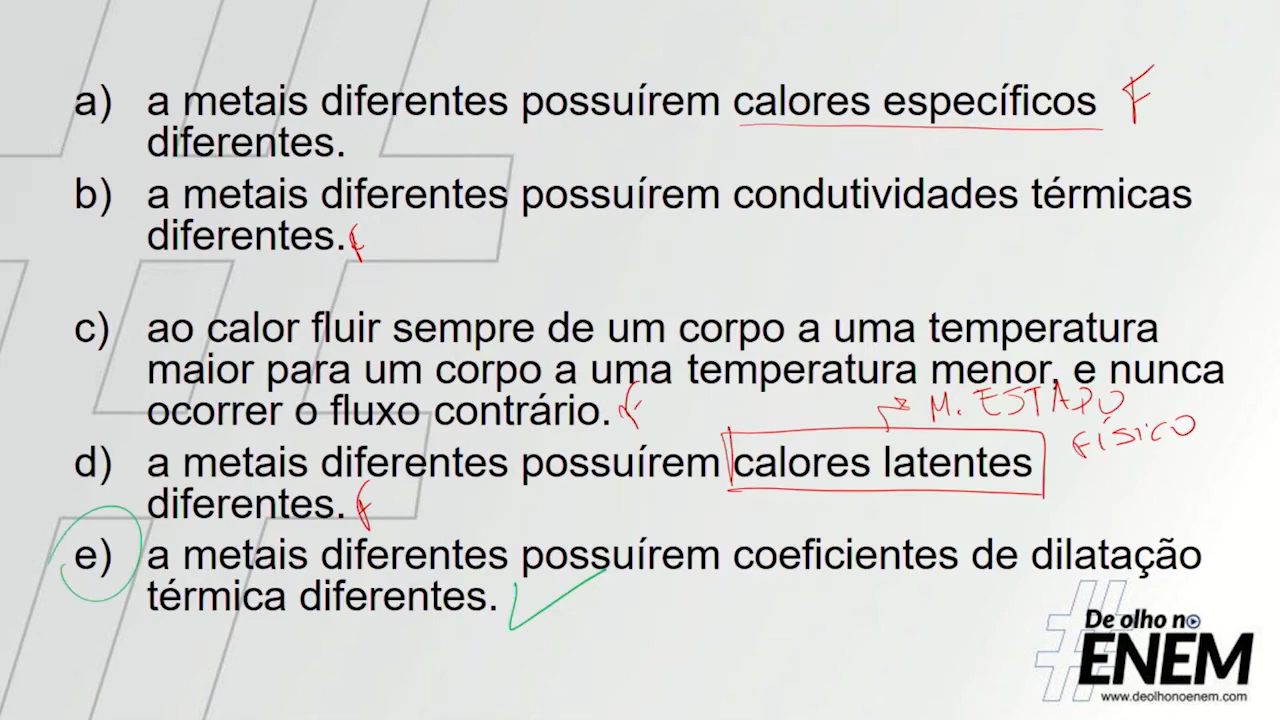 a) a metais diferentes possuírem calores específicos F
diferentes.
b) a metais diferentes possuírem condutividades térmicas
diferentes. F
c) ao calor fluir sempre de um corpo a uma temperatura
maior para um corpo a uma temperatura menor, e nunca
ocorrer o fluxo contrário. F
M. ESTADO
FÍSICO
d) a metais diferentes possuírem calores latentes
diferentes. F
e) a metais diferentes possuírem coeficientes de dilatação
térmica diferentes.
De olho no
ENEM
www.deolhonoenem.com